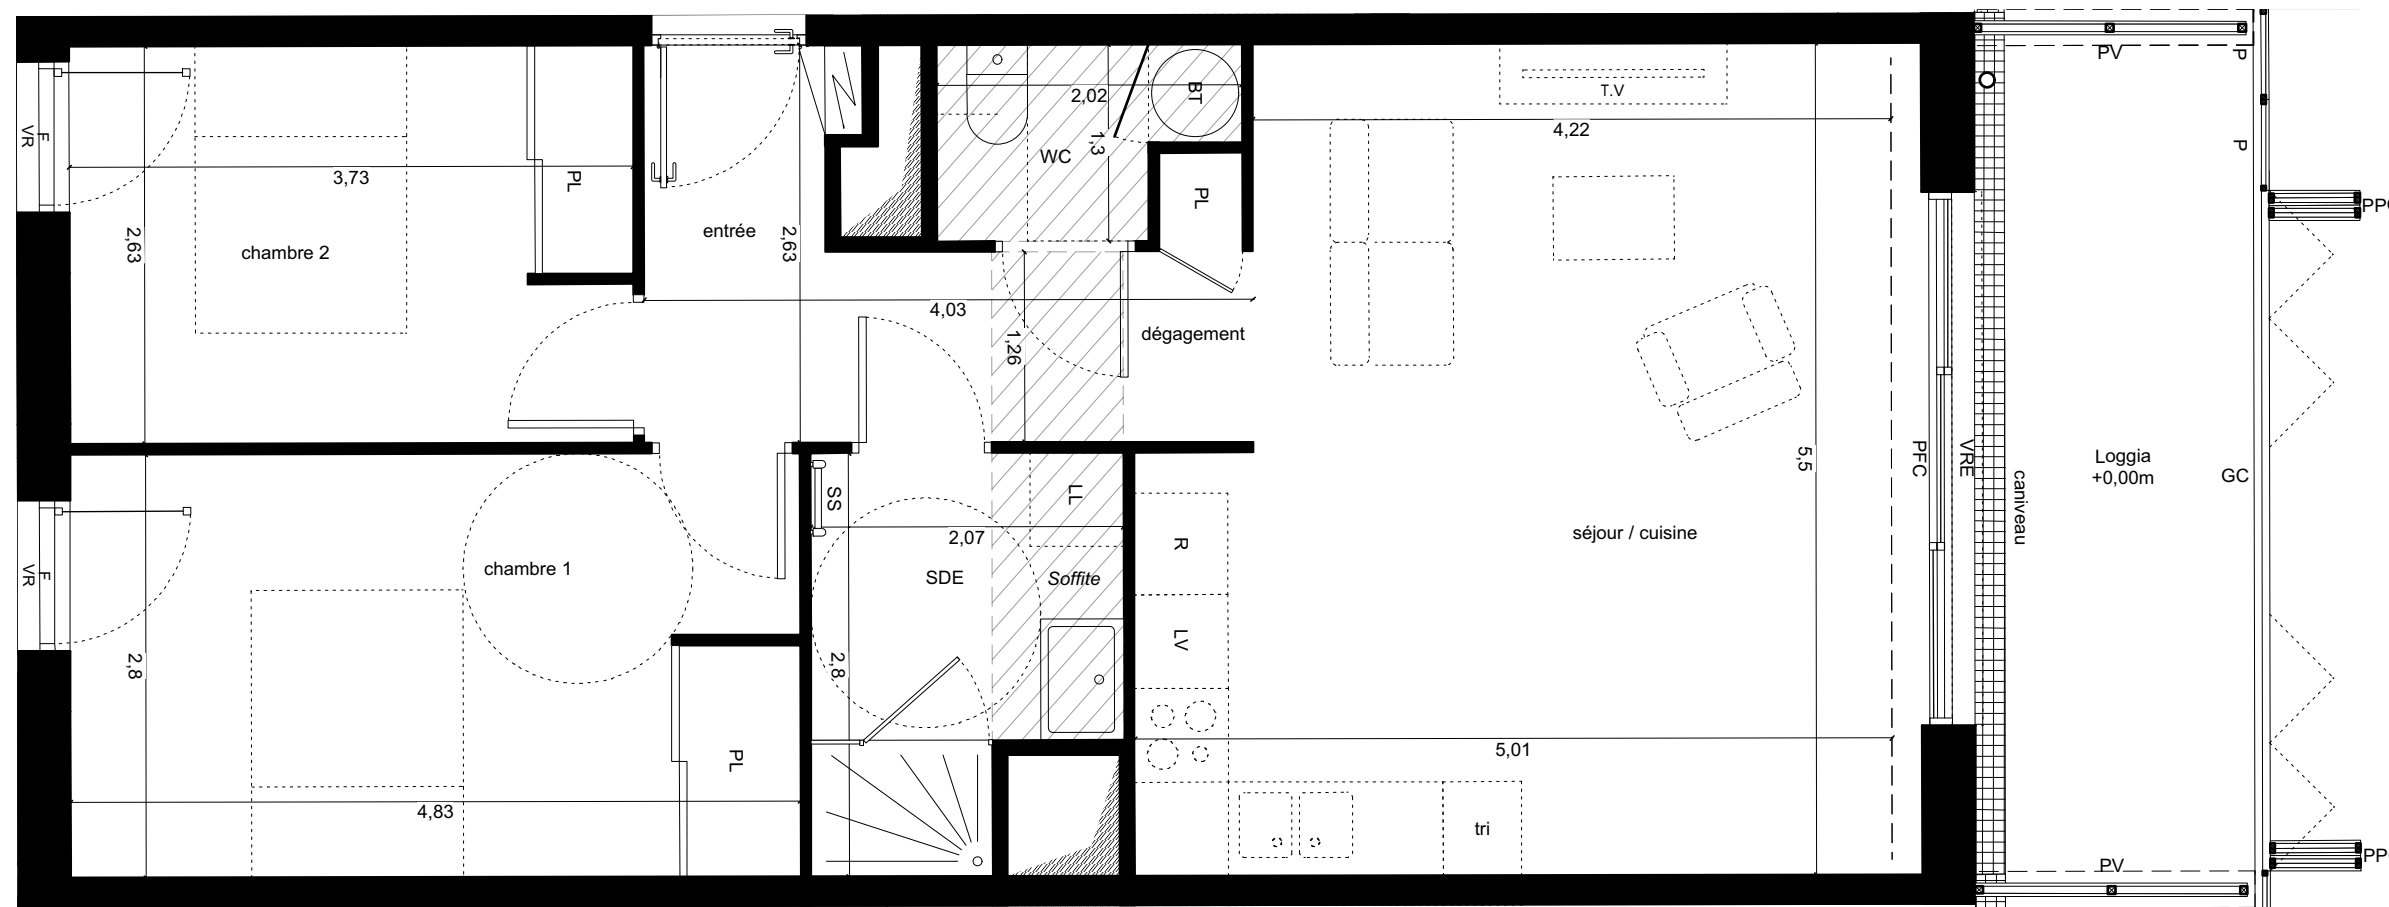 VR
F
3,73
2,63
chambre 2
PL
entrée
2,63
2,02
1,3
WC
BT
PL
4,03
1,26
dégagement
T.V
4,22
PV
P
P
PP
VR
F
chambre 1
2,8
4,83
PL
SS
2,07
SDE
LL
Soffite
2,8
R
LV
séjour / cuisine
5,5
5,01
tri
PFC
VRE
caniveau
Loggia
+0,00m
GC
PV
PP